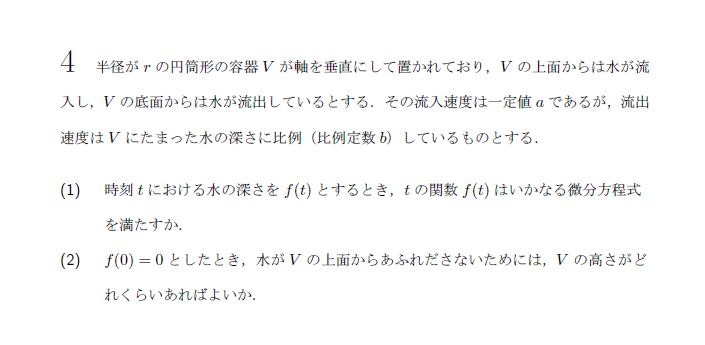 4 半径が r の円筒形の容器 V が軸を垂直にして置かれており，V の上面からは水が流
入し，V の底面からは水が流出しているとする．その流入速度は一定値 a であるが，流出
速度は V にたまった水の深さに比例（比例定数 b）しているものとする．
(1) 時刻 t における水の深さを f(t) とするとき，t の関数 f(t) はいかなる微分方程式
を満たすか．
(2) f(0) = 0 としたとき，水が V の上面からあふれださないためには，V の高さがど
れくらいあればよいか．